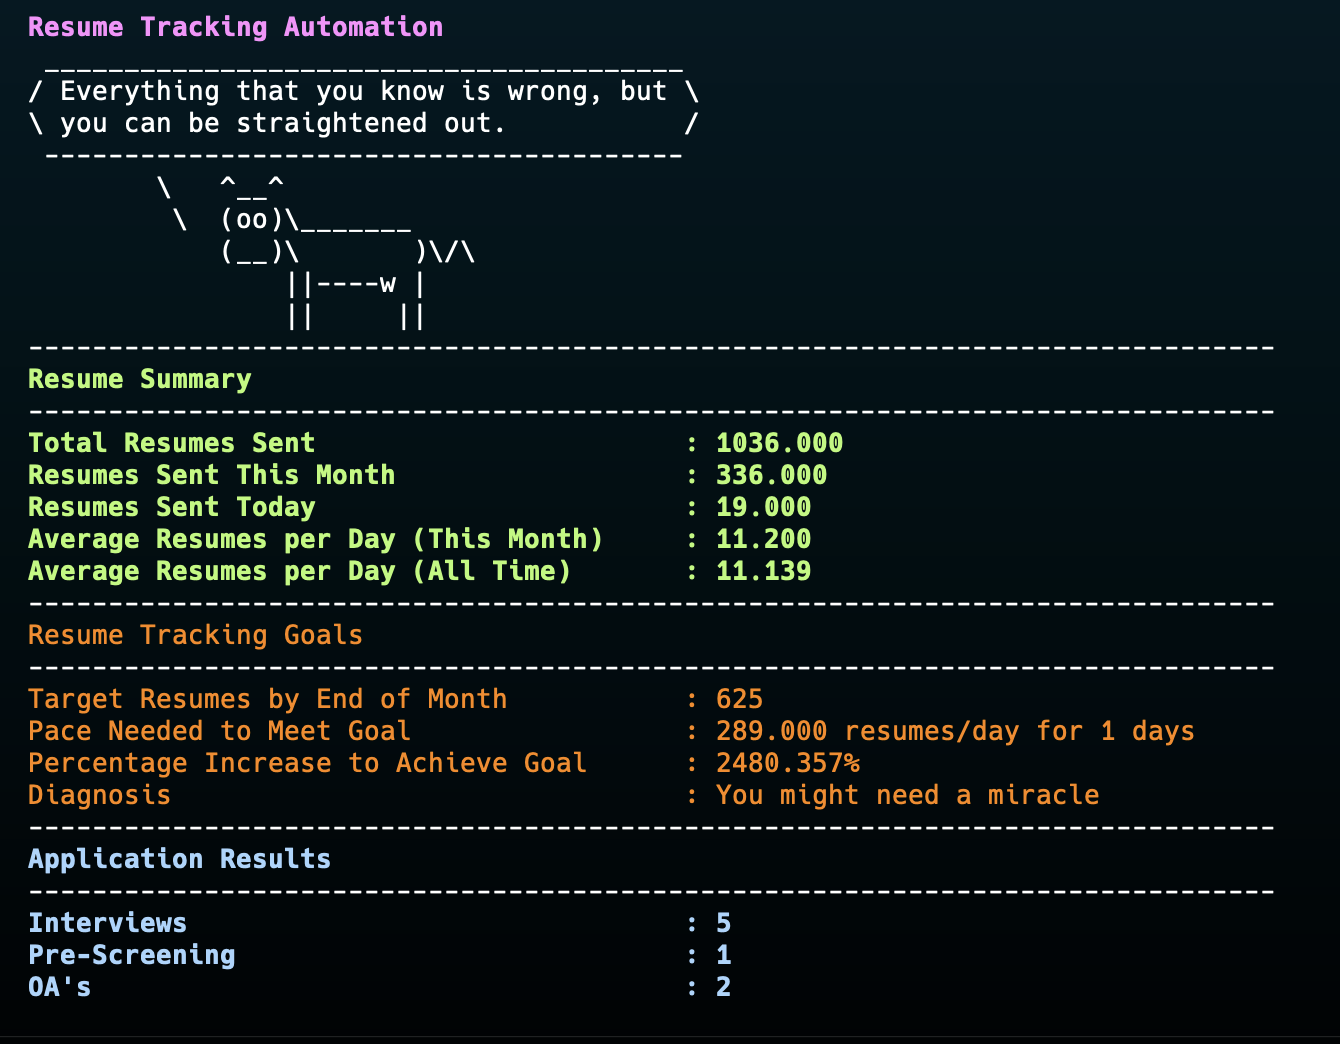 Resume Tracking Automation
 ________________________________________
/ Everything that you know is wrong, but \
\ you can be straightened out.           /
 ----------------------------------------
        \   ^__^
         \  (oo)\_______
            (__)\       )\/\
                ||----w |
                ||     ||
------------------------------------------------------------------------------
Resume Summary
------------------------------------------------------------------------------
Total Resumes Sent                       : 1036.000
Resumes Sent This Month                  : 336.000
Resumes Sent Today                       : 19.000
Average Resumes per Day (This Month)     : 11.200
Average Resumes per Day (All Time)       : 11.139
------------------------------------------------------------------------------
Resume Tracking Goals
------------------------------------------------------------------------------
Target Resumes by End of Month           : 625
Pace Needed to Meet Goal                 : 289.000 resumes/day for 1 days
Percentage Increase to Achieve Goal      : 2480.357%
Diagnosis                                : You might need a miracle
------------------------------------------------------------------------------
Application Results
------------------------------------------------------------------------------
Interviews                               : 5
Pre-Screening                            : 1
OA's                                     : 2